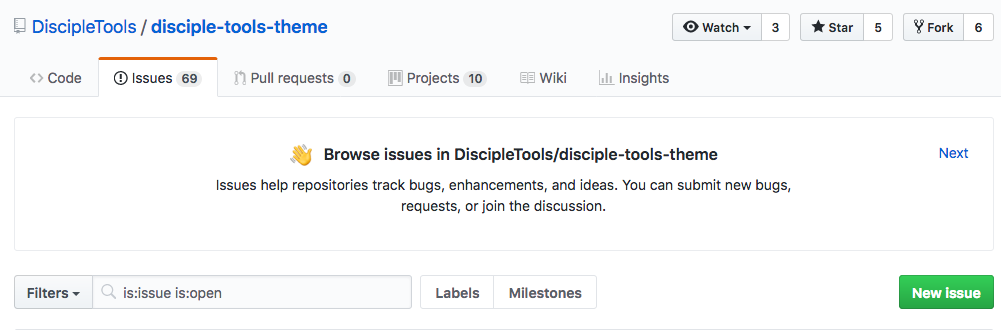 DiscipleTools / disciple-tools-theme Watch 3 Star 5 Fork 6
Code Issues 69 Pull requests 0 Projects 10 Wiki Insights
Browse issues in DiscipleTools/disciple-tools-theme Next
Issues help repositories track bugs, enhancements, and ideas. You can submit new bugs,
requests, or join the discussion.
Filters is:issue is:open Labels Milestones New issue